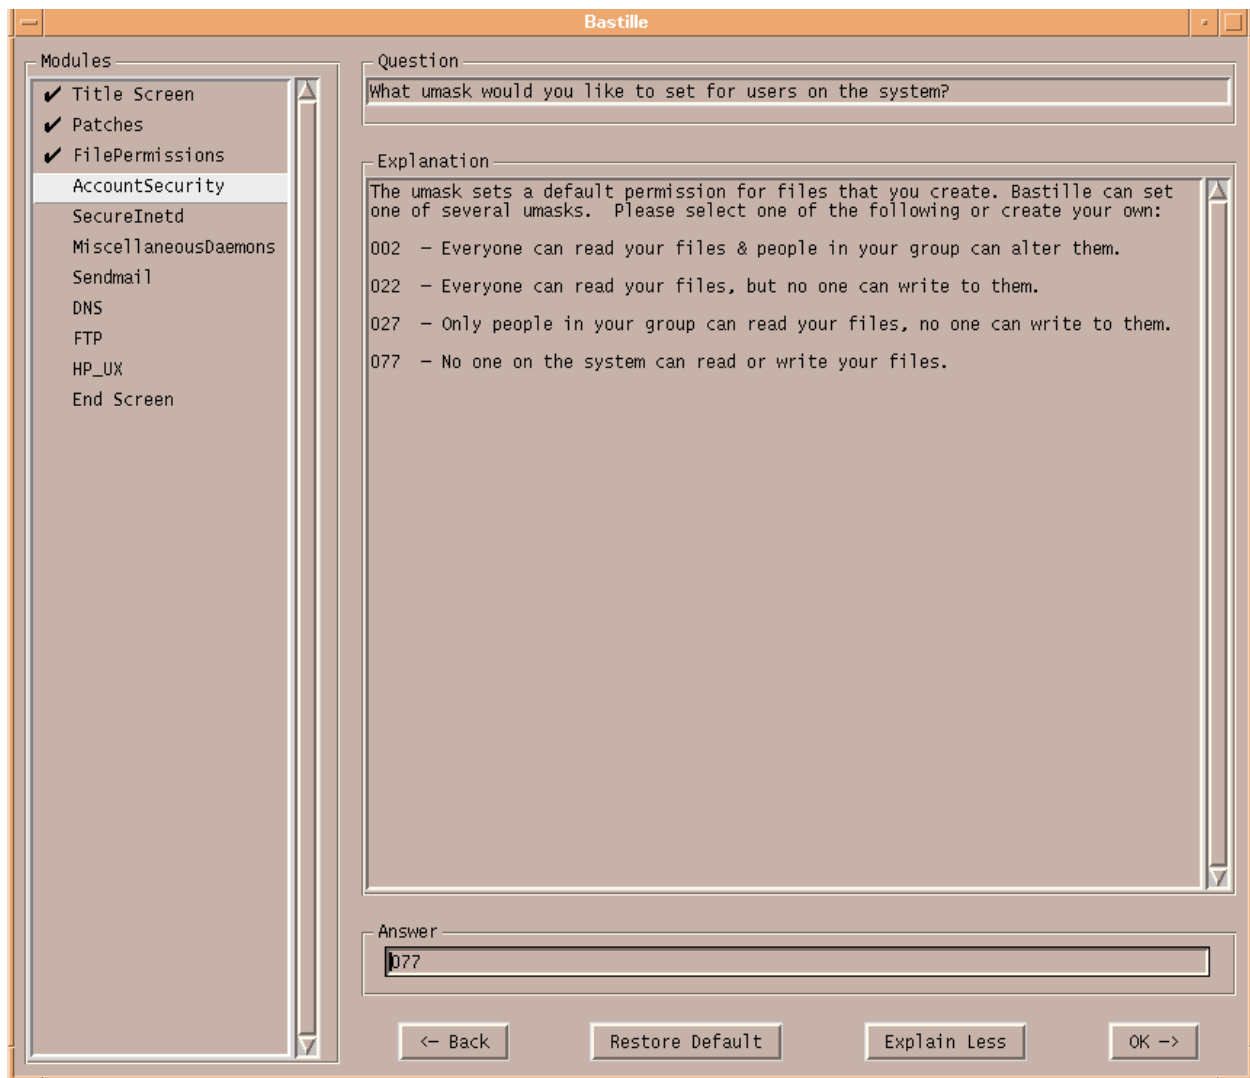 Bastille
Modules
✔ Title Screen
✔ Patches
✔ FilePermissions
AccountSecurity
SecureInetd
MiscellaneousDaemons
Sendmail
DNS
FTP
HP_UX
End Screen
Question
What umask would you like to set for users on the system?
Explanation
The umask sets a default permission for files that you create. Bastille can set
one of several umasks.  Please select one of the following or create your own:
002  – Everyone can read your files & people in your group can alter them.
022  – Everyone can read your files, but no one can write to them.
027  – Only people in your group can read your files, no one can write to them.
077  – No one on the system can read or write your files.
Answer
077
<– Back
Restore Default
Explain Less
OK –>